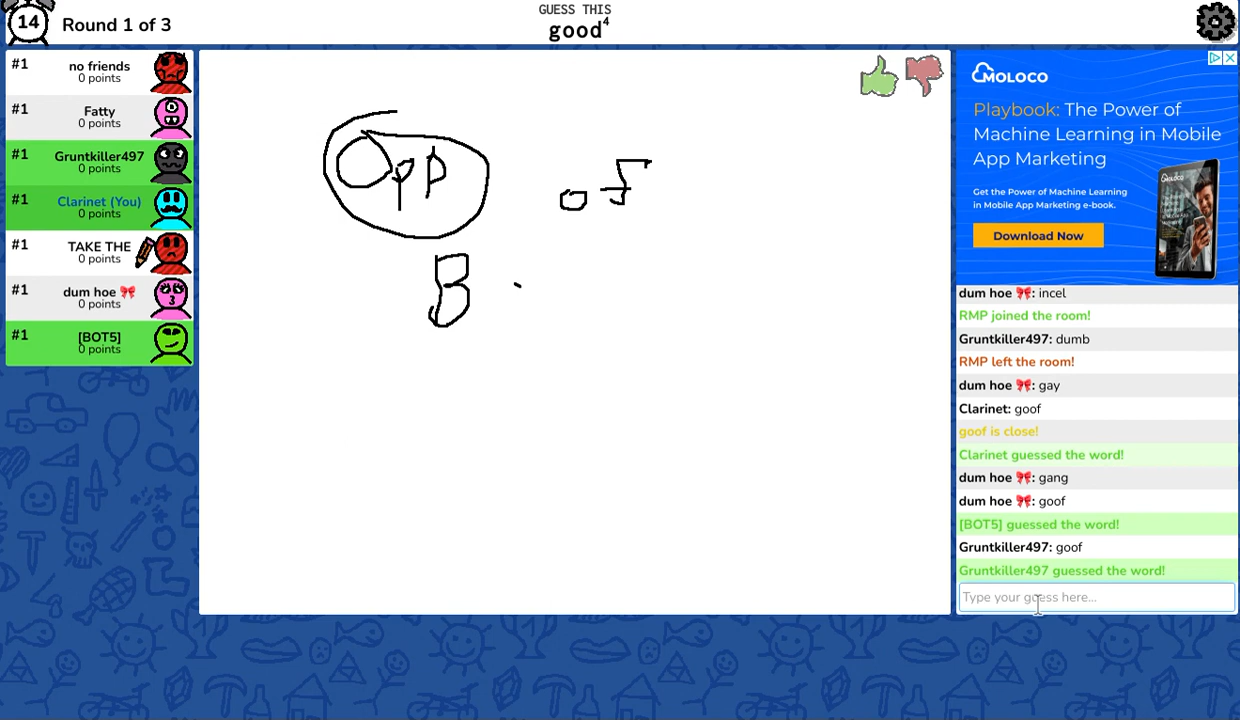 14
Round 1 of 3
GUESS THIS
good4
#1 no friends
0 points
#1 Fatty
0 points
#1 Gruntkiller497
0 points
#1 Clarinet (You)
0 points
#1 TAKE THE
0 points
#1 dum hoe 🎀
0 points
#1 [BOT5]
0 points
Opp
of
B
MOLOCO
Playbook: The Power of
Machine Learning in Mobile
App Marketing
Get the Power of Machine Learning
in Mobile App Marketing e-book.
Download Now
dum hoe 🎀: incel
RMP joined the room!
Gruntkiller497: dumb
RMP left the room!
dum hoe 🎀: gay
Clarinet: goof
goof is close!
Clarinet guessed the word!
dum hoe 🎀: gang
dum hoe 🎀: goof
[BOT5] guessed the word!
Gruntkiller497: goof
Gruntkiller497 guessed the word!
Type your guess here...